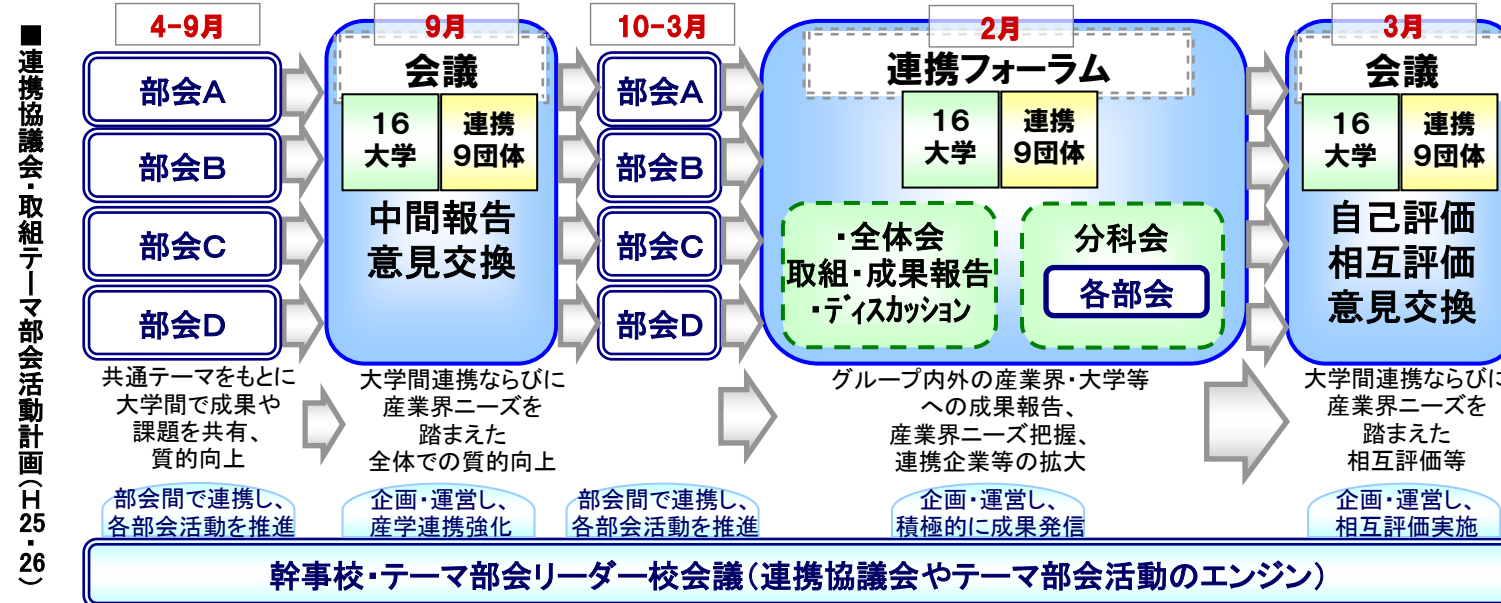 ■連携協議会・取組テーマ部会活動計画(H25・26)
4-9月
部会A
部会B
部会C
部会D
共通テーマをもとに
大学間で成果や
課題を共有、
質的向上
部会間で連携し、
各部会活動を推進
9月
会議
16
大学
連携
9団体
中間報告
意見交換
大学間連携ならびに
産業界ニーズを
踏まえた
全体での質的向上
企画・運営し、
産学連携強化
10-3月
部会A
部会B
部会C
部会D
部会間で連携し、
各部会活動を推進
2月
連携フォーラム
16
大学
連携
9団体
・全体会
取組・成果報告
・ディスカッション
分科会
各部会
グループ内外の産業界・大学等
への成果報告、
産業界ニーズ把握、
連携企業等の拡大
企画・運営し、
積極的に成果発信
3月
会議
16
大学
連携
9団体
自己評価
相互評価
意見交換
大学間連携ならびに
産業界ニーズを
踏まえた
相互評価等
企画・運営し、
相互評価実施
幹事校・テーマ部会リーダー校会議(連携協議会やテーマ部会活動のエンジン)